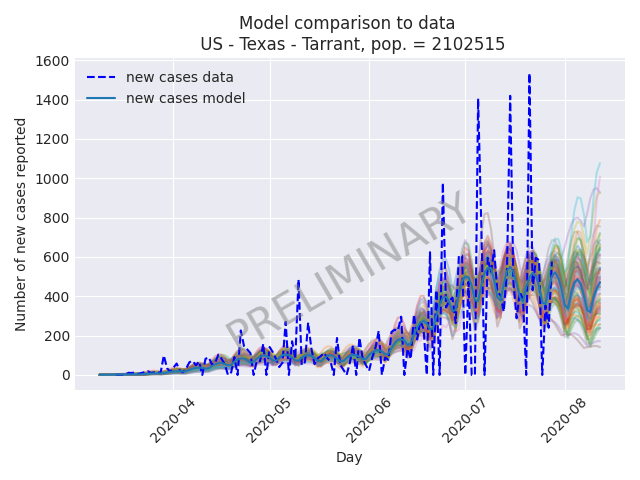 Model comparison to data
US - Texas - Tarrant, pop. = 2102515
1600
1400
1200
1000
800
600
400
200
0
Number of new cases reported
new cases data
new cases model
PRELIMINARY
2020-04
2020-05
2020-06
2020-07
2020-08
Day